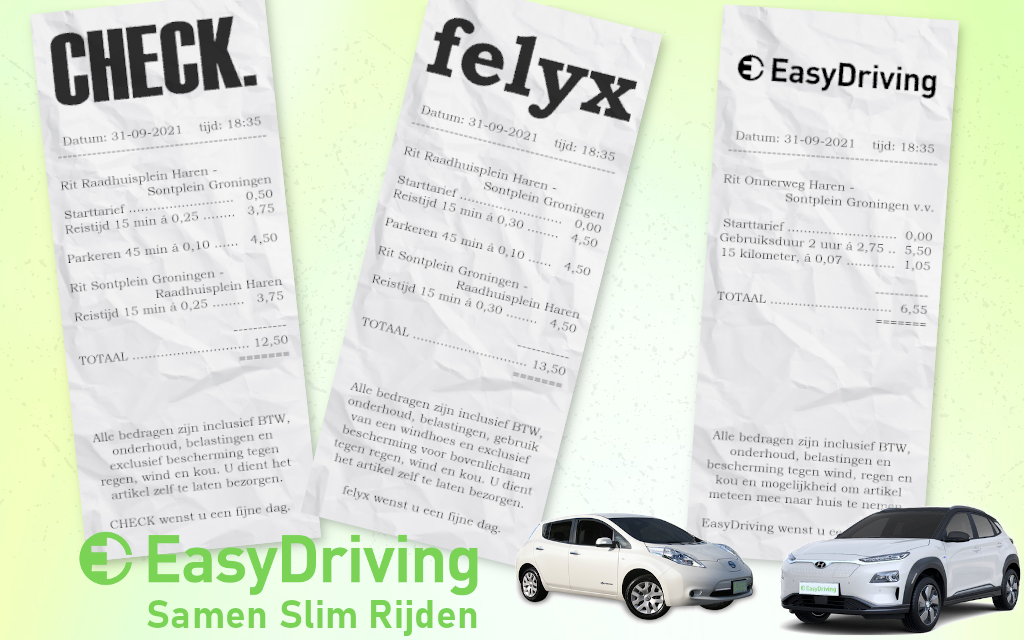 CHECK.
Datum: 31-09-2021 tijd: 18:35
Rit Raadhuisplein Haren -
Sontplein Groningen
Starttarief .......................... 0,50
Reistijd 15 min á 0,25 ........ 3,75
Parkeren 45 min á 0,10 ...... 4,50
Rit Sontplein Groningen -
Raadhuisplein Haren
Reistijd 15 min á 0,25 ........ 3,75
TOTAAL ............................. 12,50
Alle bedragen zijn inclusief BTW,
onderhoud, belastingen en
exclusief bescherming tegen
regen, wind en kou. U dient het
artikel zelf te laten bezorgen.
CHECK wenst u een fijne dag.
felyx
Datum: 31-09-2021 tijd: 18:35
Rit Raadhuisplein Haren -
Sontplein Groningen
Starttarief .......................... 0,00
Reistijd 15 min á 0,30 ........ 4,50
Parkeren 45 min á 0,10 ...... 4,50
Rit Sontplein Groningen -
Raadhuisplein Haren
Reistijd 15 min á 0,30 ........ 4,50
TOTAAL ............................. 13,50
Alle bedragen zijn inclusief BTW,
onderhoud, belastingen, gebruik
van een windhoes en exclusief
bescherming voor bovenlichaam
tegen regen, wind en kou. U dient
het artikel zelf te laten bezorgen.
felyx wenst u een fijne dag.
EasyDriving
Datum: 31-09-2021 tijd: 18:35
Rit Onnerweg Haren -
Sontplein Groningen v.v.
Starttarief ........................... 0,00
Gebruiksduur 2 uur á 2,75 .. 5,50
15 kilometer, á 0,07 ............ 1,05
TOTAAL .............................. 6,55
Alle bedragen zijn inclusief BTW,
onderhoud, belastingen en
bescherming tegen wind, regen en
kou en mogelijkheid om artikel
meteen mee naar huis te nemen.
EasyDriving wenst u
EasyDriving
Samen Slim Rijden
EasyDriving